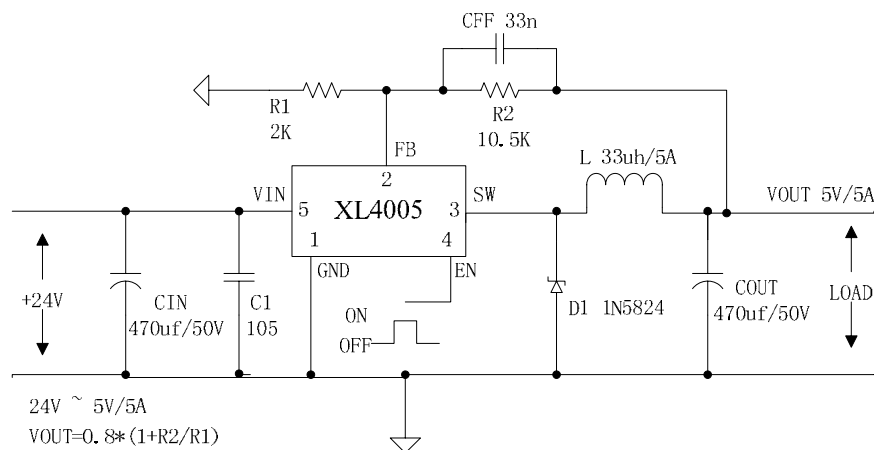 CFF 33n
R1
2K
R2
10.5K
FB
2
L 33uh/5A
VIN
SW
VOUT 5V/5A
5
XL4005
3
1
4
GND
EN
+24V
CIN
470uf/50V
C1
105
ON
OFF
D1 1N5824
COUT
470uf/50V
LOAD
24V ~ 5V/5A
VOUT=0.8*(1+R2/R1)